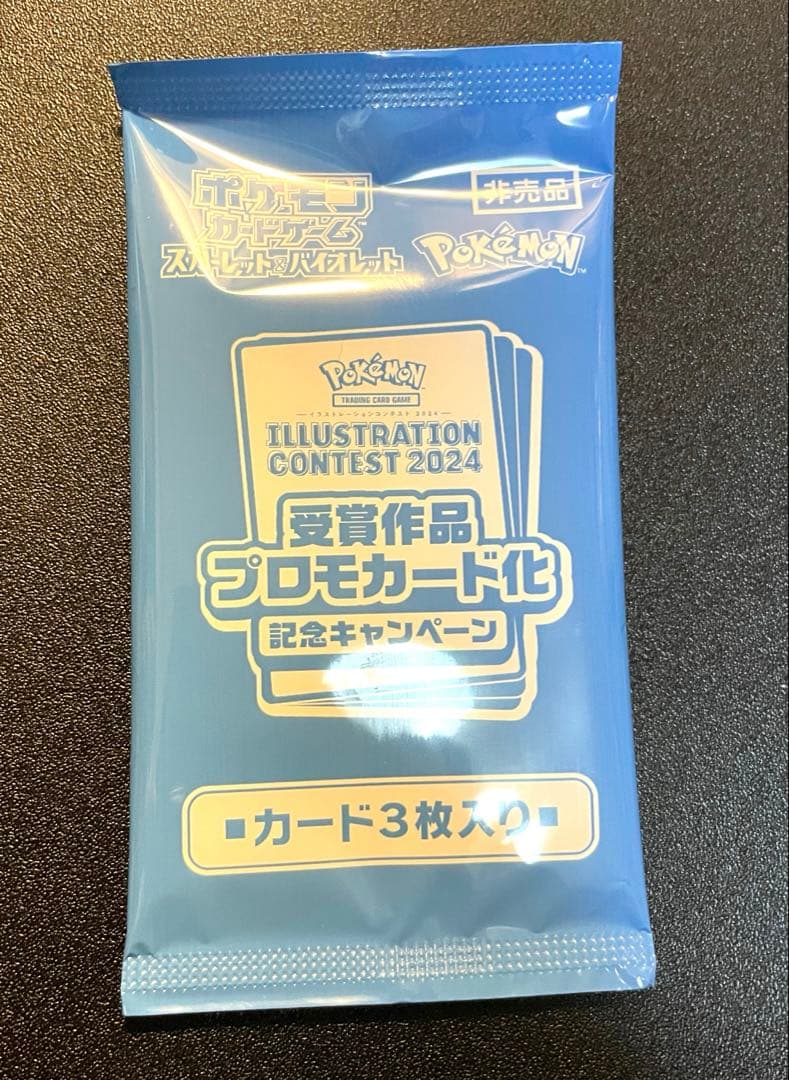 ポケモン
カードゲーム™
スカーレット&バイオレット
非売品
POKéMON™
POKéMON
TRADING CARD GAME
イラストレーションコンテスト 2024
ILLUSTRATION
CONTEST 2024
受賞作品
プロモカード化
記念キャンペーン
■カード3枚入り■